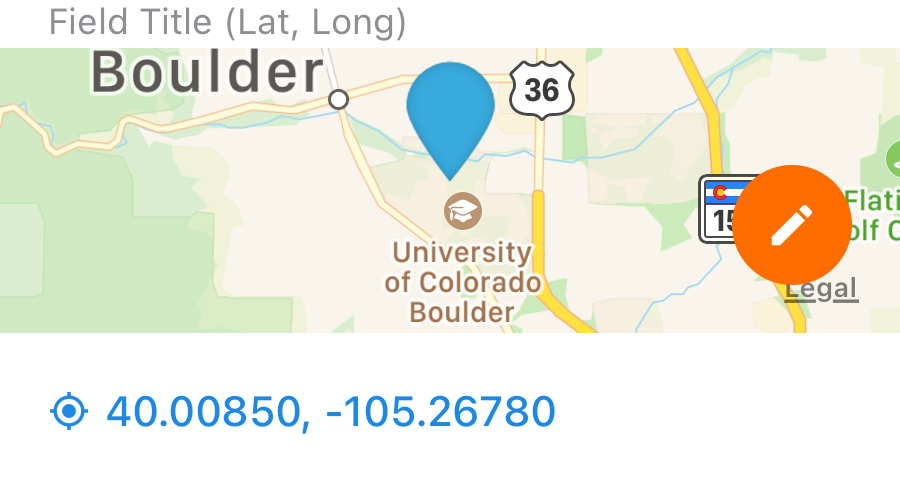 Field Title (Lat, Long)
Boulder
36
University
of Colorado
Boulder
Legal
40.00850, -105.26780